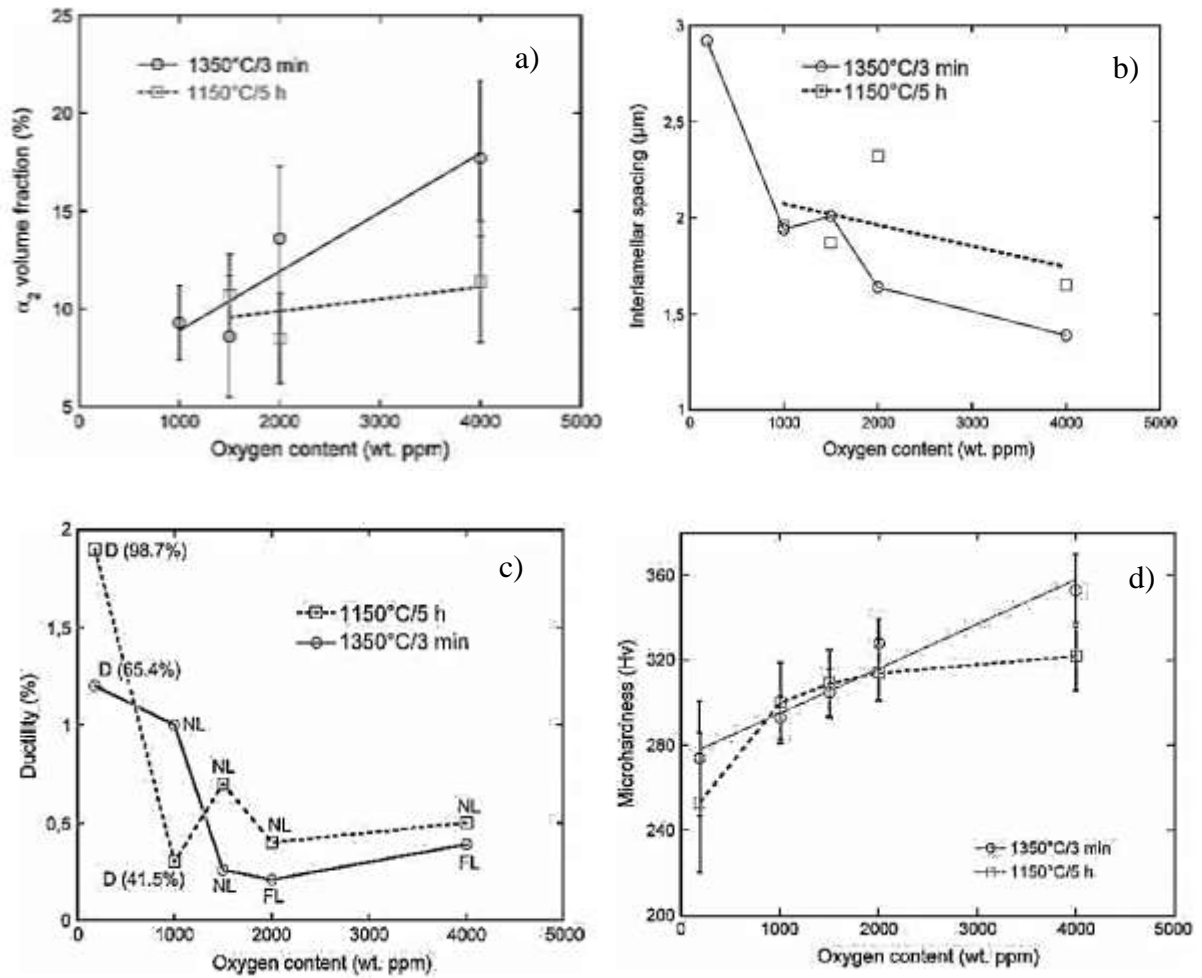 a)
1350°C/3 min
1150°C/5 h
α2 volume fraction (%)
25
20
15
10
5
0 1000 2000 3000 4000 5000
Oxygen content (wt. ppm)
b)
1350°C/3 min
1150°C/5 h
Interlamellar spacing (µm)
3
2,5
2
1,5
1
0 1000 2000 3000 4000 5000
Oxygen content (wt. ppm)
c)
D (98.7%)
1150°C/5 h
1350°C/3 min
D (65.4%)
NL
NL
NL
NL
D (41.5%)
NL
FL
FL
Ductility (%)
2
1,5
1
0,5
0
0 1000 2000 3000 4000 5000
Oxygen content (wt. ppm)
d)
Microhardness (Hv)
360
320
280
240
200
1350°C/3 min
1150°C/5 h
0 1000 2000 3000 4000 5000
Oxygen content (wt. ppm)